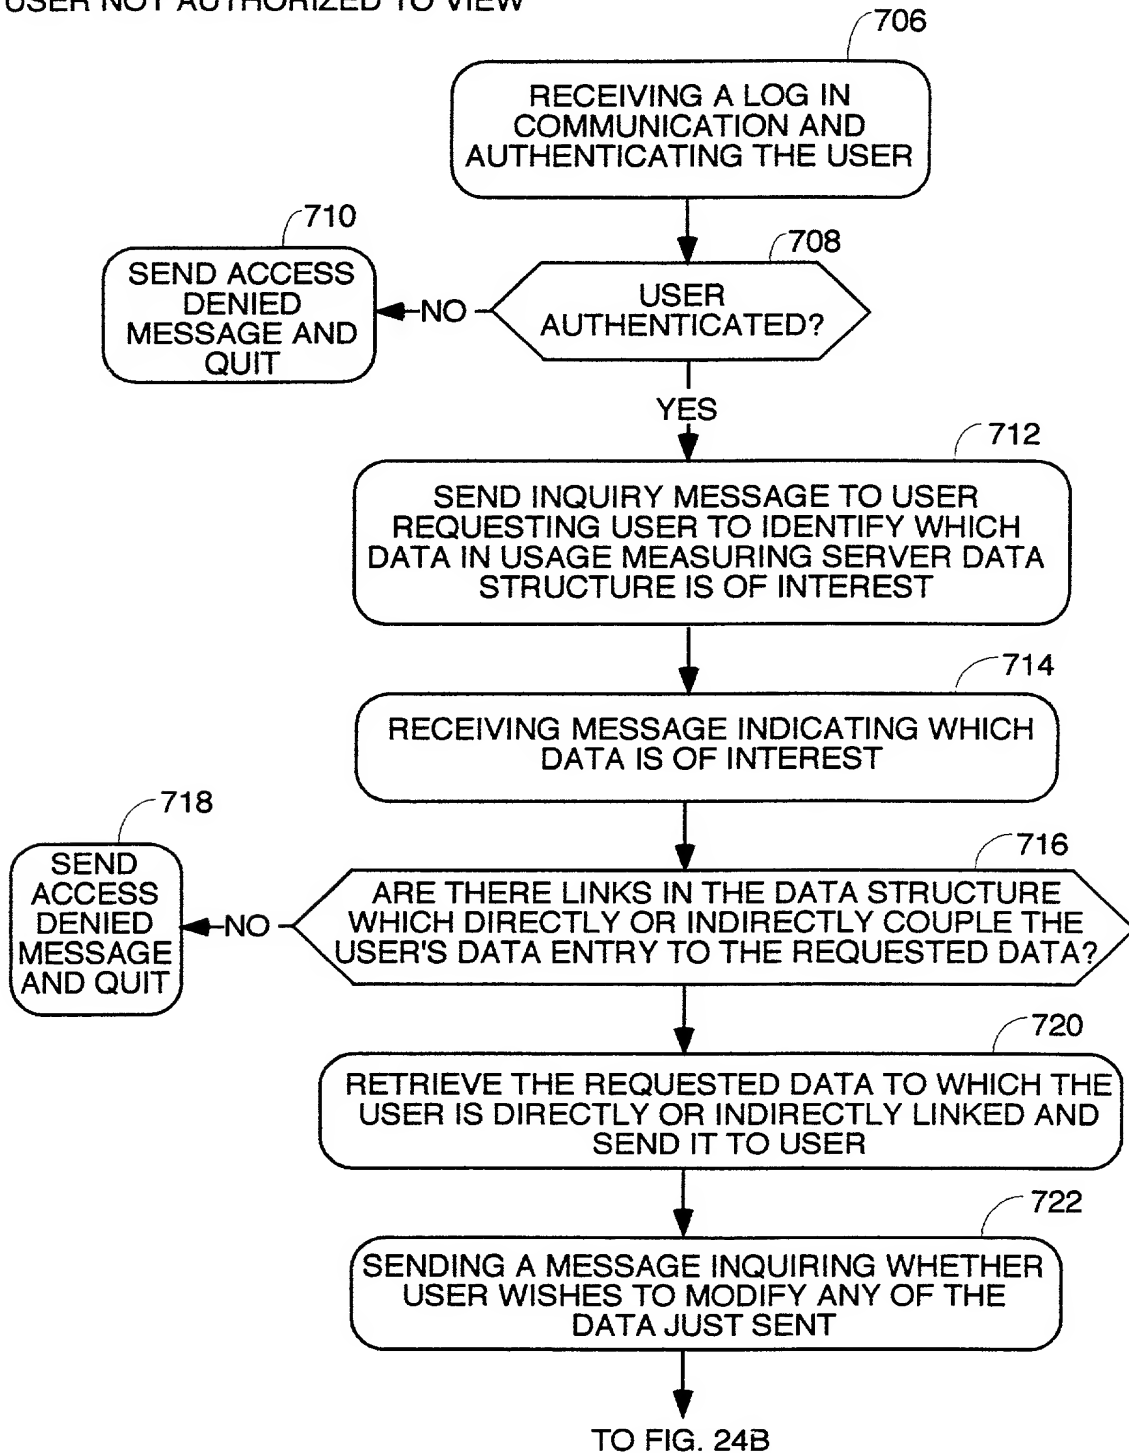 USER NOT AUTHORIZED TO VIEW
706
RECEIVING A LOG IN
COMMUNICATION AND
AUTHENTICATING THE USER
710
SEND ACCESS
DENIED
MESSAGE AND
QUIT
NO
708
USER
AUTHENTICATED?
YES
712
SEND INQUIRY MESSAGE TO USER
REQUESTING USER TO IDENTIFY WHICH
DATA IN USAGE MEASURING SERVER DATA
STRUCTURE IS OF INTEREST
714
RECEIVING MESSAGE INDICATING WHICH
DATA IS OF INTEREST
718
SEND
ACCESS
DENIED
MESSAGE
AND QUIT
NO
716
ARE THERE LINKS IN THE DATA STRUCTURE
WHICH DIRECTLY OR INDIRECTLY COUPLE THE
USER'S DATA ENTRY TO THE REQUESTED DATA?
720
RETRIEVE THE REQUESTED DATA TO WHICH THE
USER IS DIRECTLY OR INDIRECTLY LINKED AND
SEND IT TO USER
722
SENDING A MESSAGE INQUIRING WHETHER
USER WISHES TO MODIFY ANY OF THE
DATA JUST SENT
TO FIG. 24B